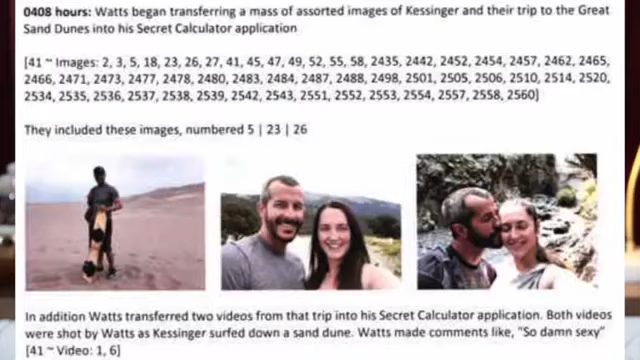 0408 hours: Watts began transferring a mass of assorted images of Kessinger and their trip to the Great
Sand Dunes into his Secret Calculator application
[41 ~ Images: 2, 3, 5, 18, 23, 26, 27, 41, 45, 47, 49, 52, 55, 58, 2435, 2442, 2452, 2454, 2457, 2462, 2465,
2466, 2471, 2473, 2477, 2478, 2480, 2483, 2484, 2487, 2488, 2498, 2501, 2505, 2506, 2510, 2514, 2520,
2534, 2535, 2536, 2537, 2538, 2539, 2542, 2543, 2551, 2552, 2553, 2554, 2557, 2558, 2560]
They included these images, numbered 5 | 23 | 26
In addition Watts transferred two videos from that trip into his Secret Calculator application. Both videos
were shot by Watts as Kessinger surfed down a sand dune. Watts made comments like, "So damn sexy"
[41 ~ Video: 1, 6]